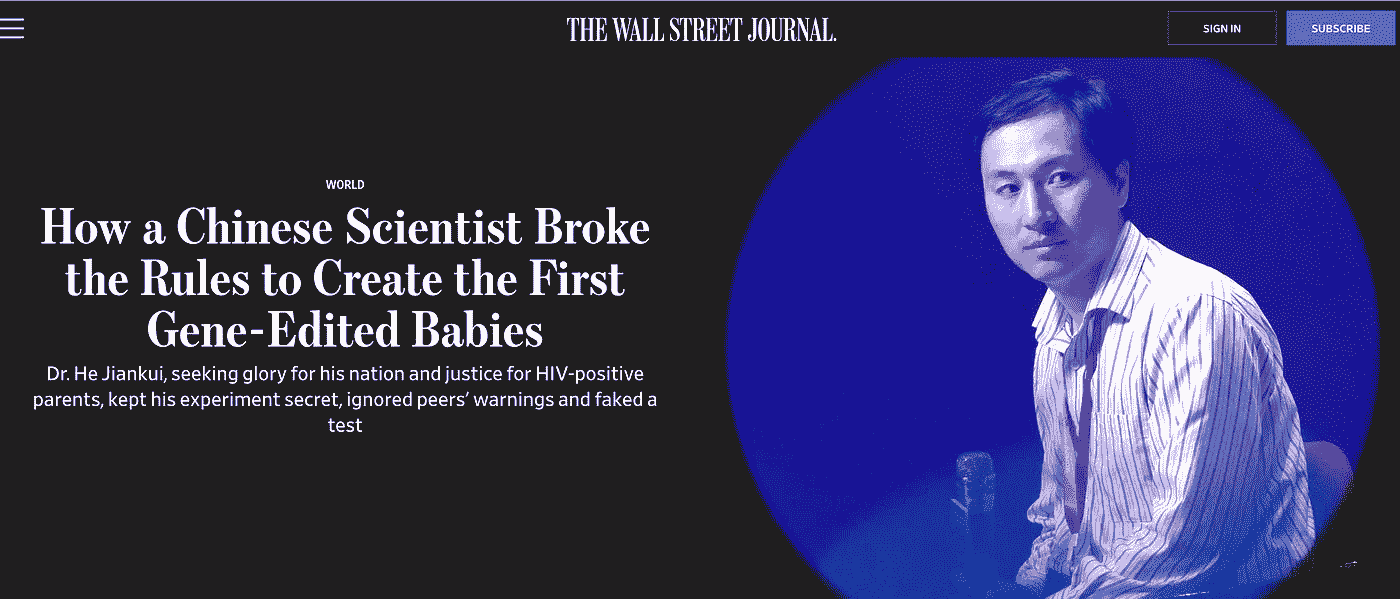 THE WALL STREET JOURNAL.
SIGN IN
SUBSCRIBE
WORLD
How a Chinese Scientist Broke
the Rules to Create the First
Gene-Edited Babies
Dr. He Jiankui, seeking glory for his nation and justice for HIV-positive
parents, kept his experiment secret, ignored peers’ warnings and faked a
test